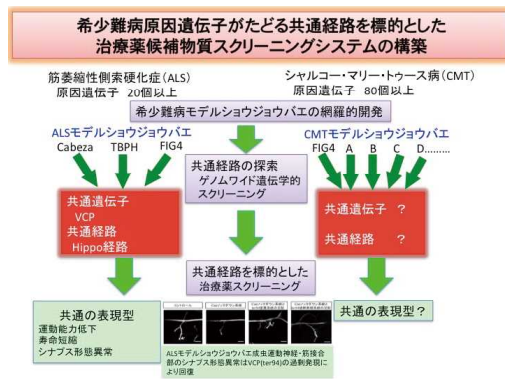 希少難病原因遺伝子がたどる共通経路を標的とした
治療薬候補物質スクリーニングシステムの構築
筋萎縮性側索硬化症(ALS)
原因遺伝子 20個以上
シャルコー・マリー・トゥース病(CMT)
原因遺伝子 80個以上
希少難病モデルショウジョウバエの網羅的開発
ALSモデルショウジョウバエ
Cabeza TBPH FIG4
CMTモデルショウジョウバエ
FIG4 A B C D………
共通経路の探索
ゲノムワイド遺伝学的
スクリーニング
共通遺伝子
VCP
共通経路
Hippo経路
共通遺伝子 ?
共通経路 ?
共通経路を標的とした
治療薬スクリーニング
共通の表現型
運動能力低下
寿命短縮
シナプス形態異常
共通の表現型?
ALSモデルショウジョウバエ成虫運動神経・筋接合
部のシナプス形態異常はVCP(ter94)の過剰発現に
より回復